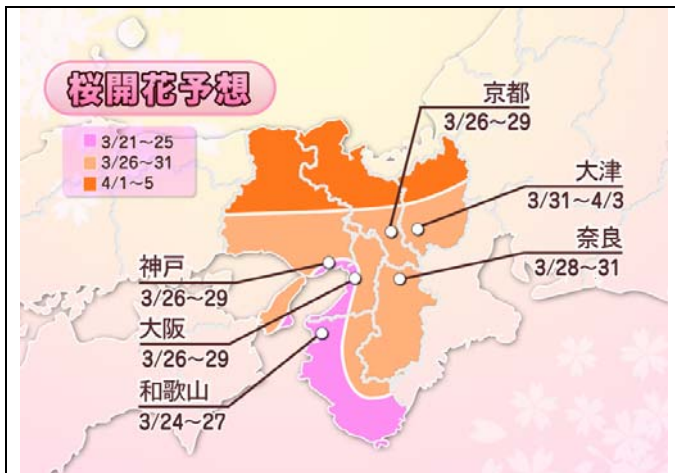 桜開花予想
3/21～25
3/26～31
4/1～5
京都
3/26～29
大津
3/31～4/3
奈良
3/28～31
神戸
3/26～29
大阪
3/26～29
和歌山
3/24～27